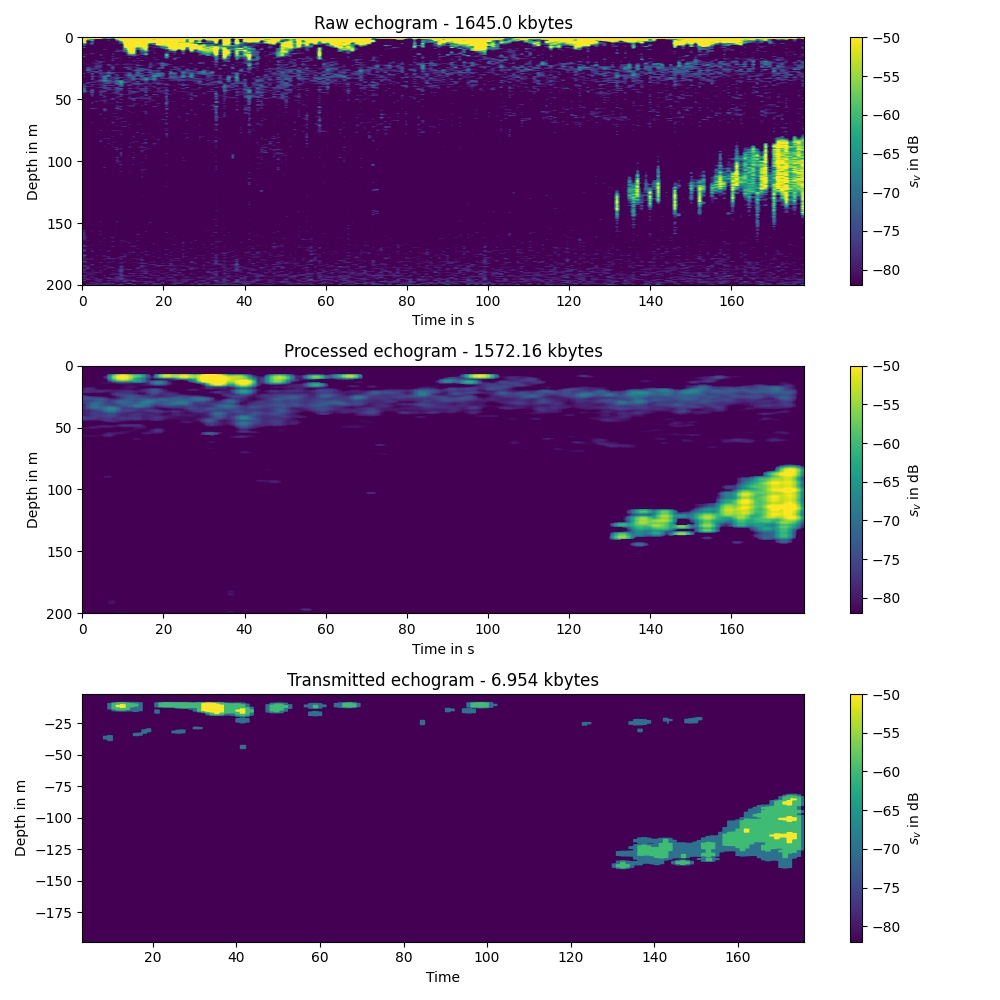 Raw echogram - 1645.0 kbytes
0
50
100
150
200
Depth in m
0 20 40 60 80 100 120 140 160
Time in s
−50
−55
−60
−65
−70
−75
−80
sv in dB
Processed echogram - 1572.16 kbytes
0
50
100
150
200
Depth in m
0 20 40 60 80 100 120 140 160
Time in s
−50
−55
−60
−65
−70
−75
−80
sv in dB
Transmitted echogram - 6.954 kbytes
−25
−50
−75
−100
−125
−150
−175
Depth in m
20 40 60 80 100 120 140 160
Time
−50
−55
−60
−65
−70
−75
−80
sv in dB